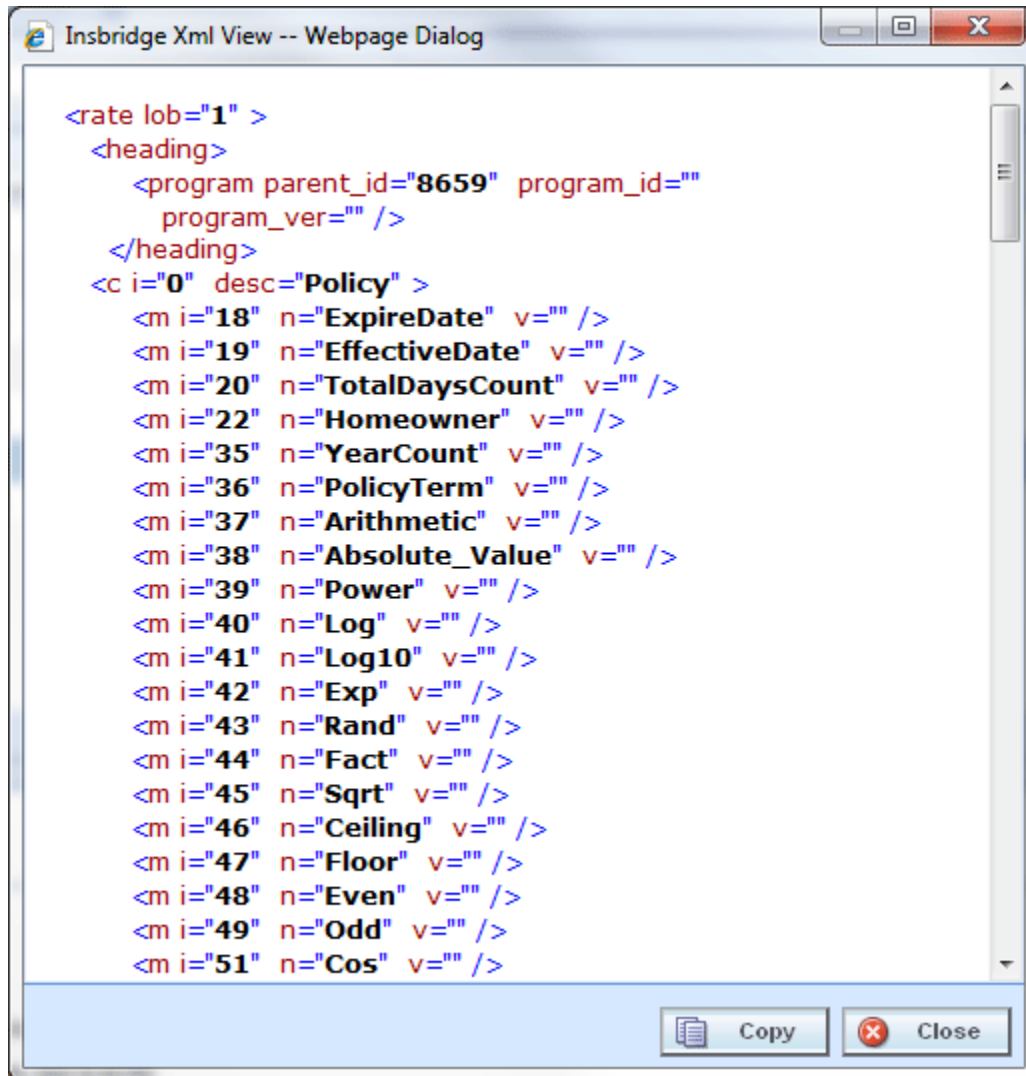 Insbridge Xml View -- Webpage Dialog
<rate lob="1" >
<heading>
<program parent_id="8659" program_id=""
program_ver="" />
</heading>
<c i="0" desc="Policy" >
<m i="18" n="ExpireDate" v="" />
<m i="19" n="EffectiveDate" v="" />
<m i="20" n="TotalDaysCount" v="" />
<m i="22" n="Homeowner" v="" />
<m i="35" n="YearCount" v="" />
<m i="36" n="PolicyTerm" v="" />
<m i="37" n="Arithmetic" v="" />
<m i="38" n="Absolute_Value" v="" />
<m i="39" n="Power" v="" />
<m i="40" n="Log" v="" />
<m i="41" n="Log10" v="" />
<m i="42" n="Exp" v="" />
<m i="43" n="Rand" v="" />
<m i="44" n="Fact" v="" />
<m i="45" n="Sqrt" v="" />
<m i="46" n="Ceiling" v="" />
<m i="47" n="Floor" v="" />
<m i="48" n="Even" v="" />
<m i="49" n="Odd" v="" />
<m i="51" n="Cos" v="" />
Copy
Close